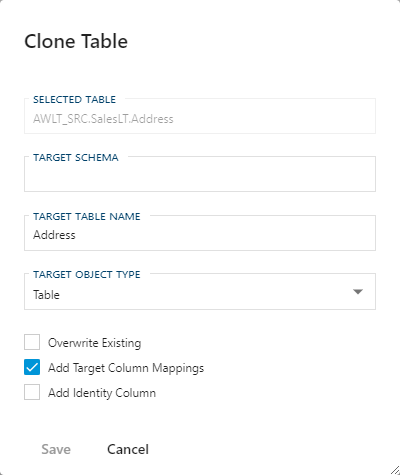 Clone Table
SELECTED TABLE
AWLT_SRC.SalesLT.Address
TARGET SCHEMA
TARGET TABLE NAME
Address
TARGET OBJECT TYPE
Table
Overwrite Existing
Add Target Column Mappings
Add Identity Column
Save Cancel